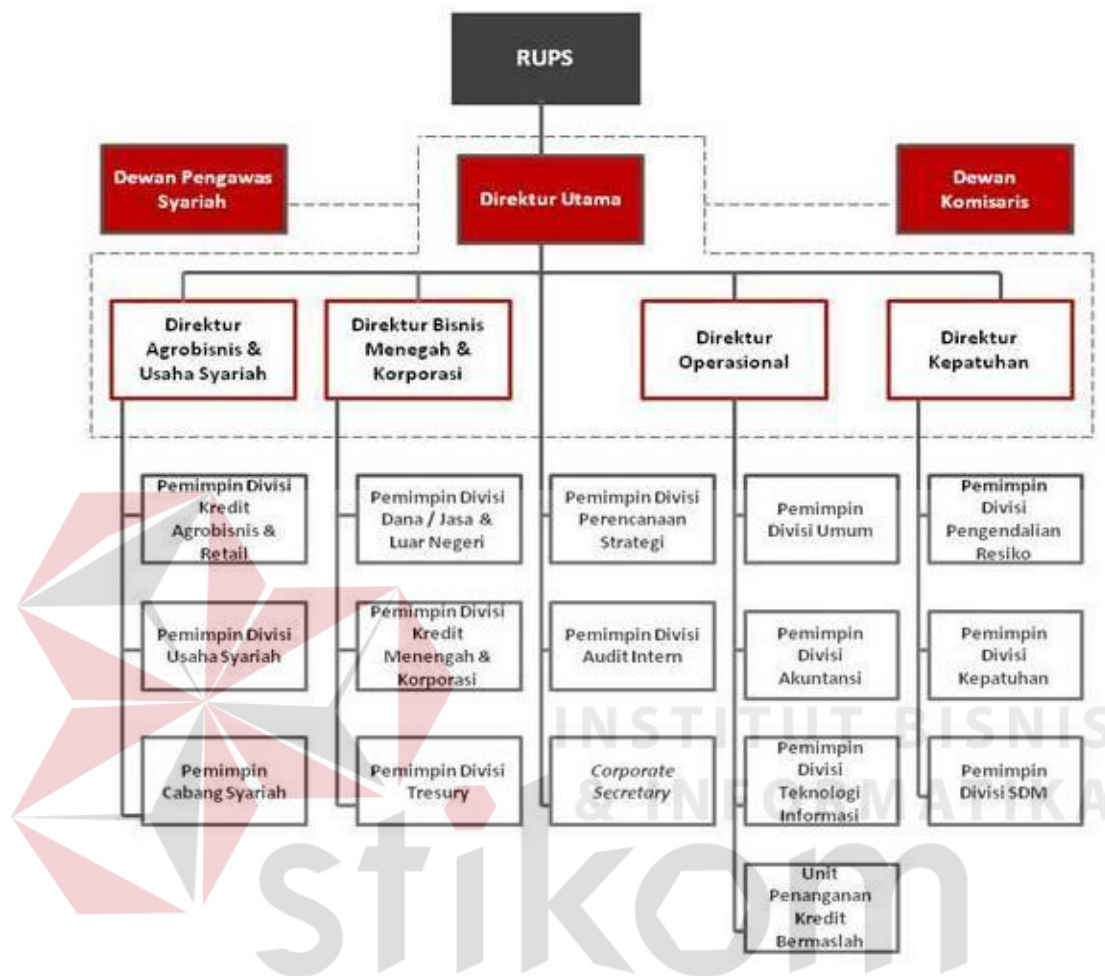 RUPS
Dewan Pengawas
Syariah
Direktur Utama
Dewan
Komisaris
Direktur
Agrobisnis &
Usaha Syariah
Direktur Bisnis
Menegah &
Korporasi
Direktur
Operasional
Direktur
Kepatuhan
Pemimpin Divisi
Kredit
Agrobisnis &
Retail
Pemimpin Divisi
Dana / Jasa &
Luar Negeri
Pemimpin Divisi
Perencanaan
Strategi
Pemimpin
Divisi Umum
Pemimpin
Divisi
Pengendalian
Resiko
Pemimpin Divisi
Usaha Syariah
Pemimpin Divisi
Kredit
Menengah &
Korporasi
Pemimpin Divisi
Audit Intern
Pemimpin
Divisi
Akuntansi
Pemimpin
Divisi
Kepatuhan
Pemimpin
Cabang Syariah
Pemimpin Divisi
Tresury
Corporate
Secretary
Pemimpin
Divisi
Teknologi
Informasi
Pemimpin
Divisi SDM
Unit
Penanganan
Kredit
Bermaslah
INSTITUT BISNIS
& INFORMATIKA
stikom